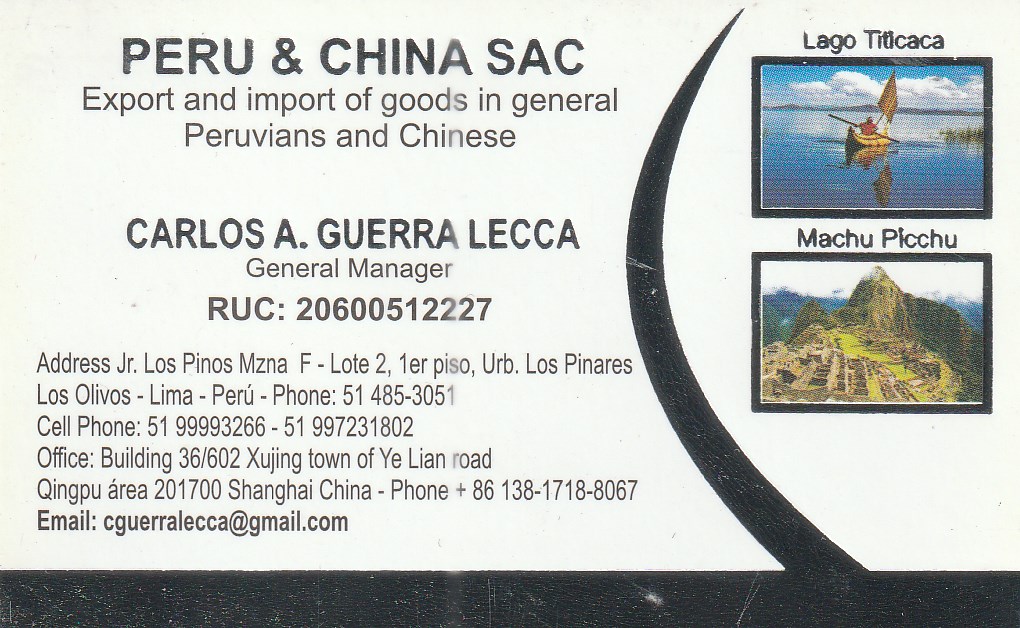 PERU & CHINA SAC
Export and import of goods in general
Peruvians and Chinese
CARLOS A. GUERRA LECCA
General Manager
RUC: 20600512227
Address Jr. Los Pinos Mzna F - Lote 2, 1er piso, Urb. Los Pinares
Los Olivos - Lima - Perú - Phone: 51 485-3051
Cell Phone: 51 99993266 - 51 997231802
Office: Building 36/602 Xujing town of Ye Lian road
Qingpu área 201700 Shanghai China - Phone + 86 138-1718-8067
Email: cguerralecca@gmail.com
Lago Titicaca
Machu Picchu